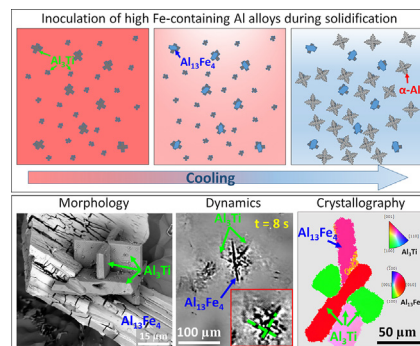 Inoculation of high Fe-containing Al alloys during solidification
Al₃Ti
Al₁₃Fe₄
α-Al
Cooling
Morphology
Dynamics
Crystallography
Al₃Ti
Al₁₃Fe₄
15 µm
Al₃Ti
t = 8 s
Al₁₃Fe₄
100 µm
Al₁₃Fe₄
Al₃Ti
[001]
Al₃Ti
50 µm